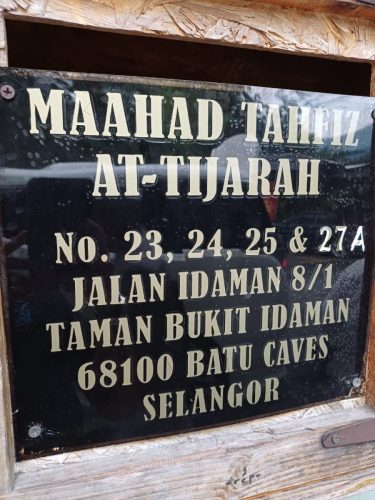 MAAHAD TAHFIZ
AT-TIJARAH
No. 23, 24, 25 & 27A
JALAN IDAMAN 8/1
TAMAN BUKIT IDAMAN
68100 BATU CAVES
SELANGOR